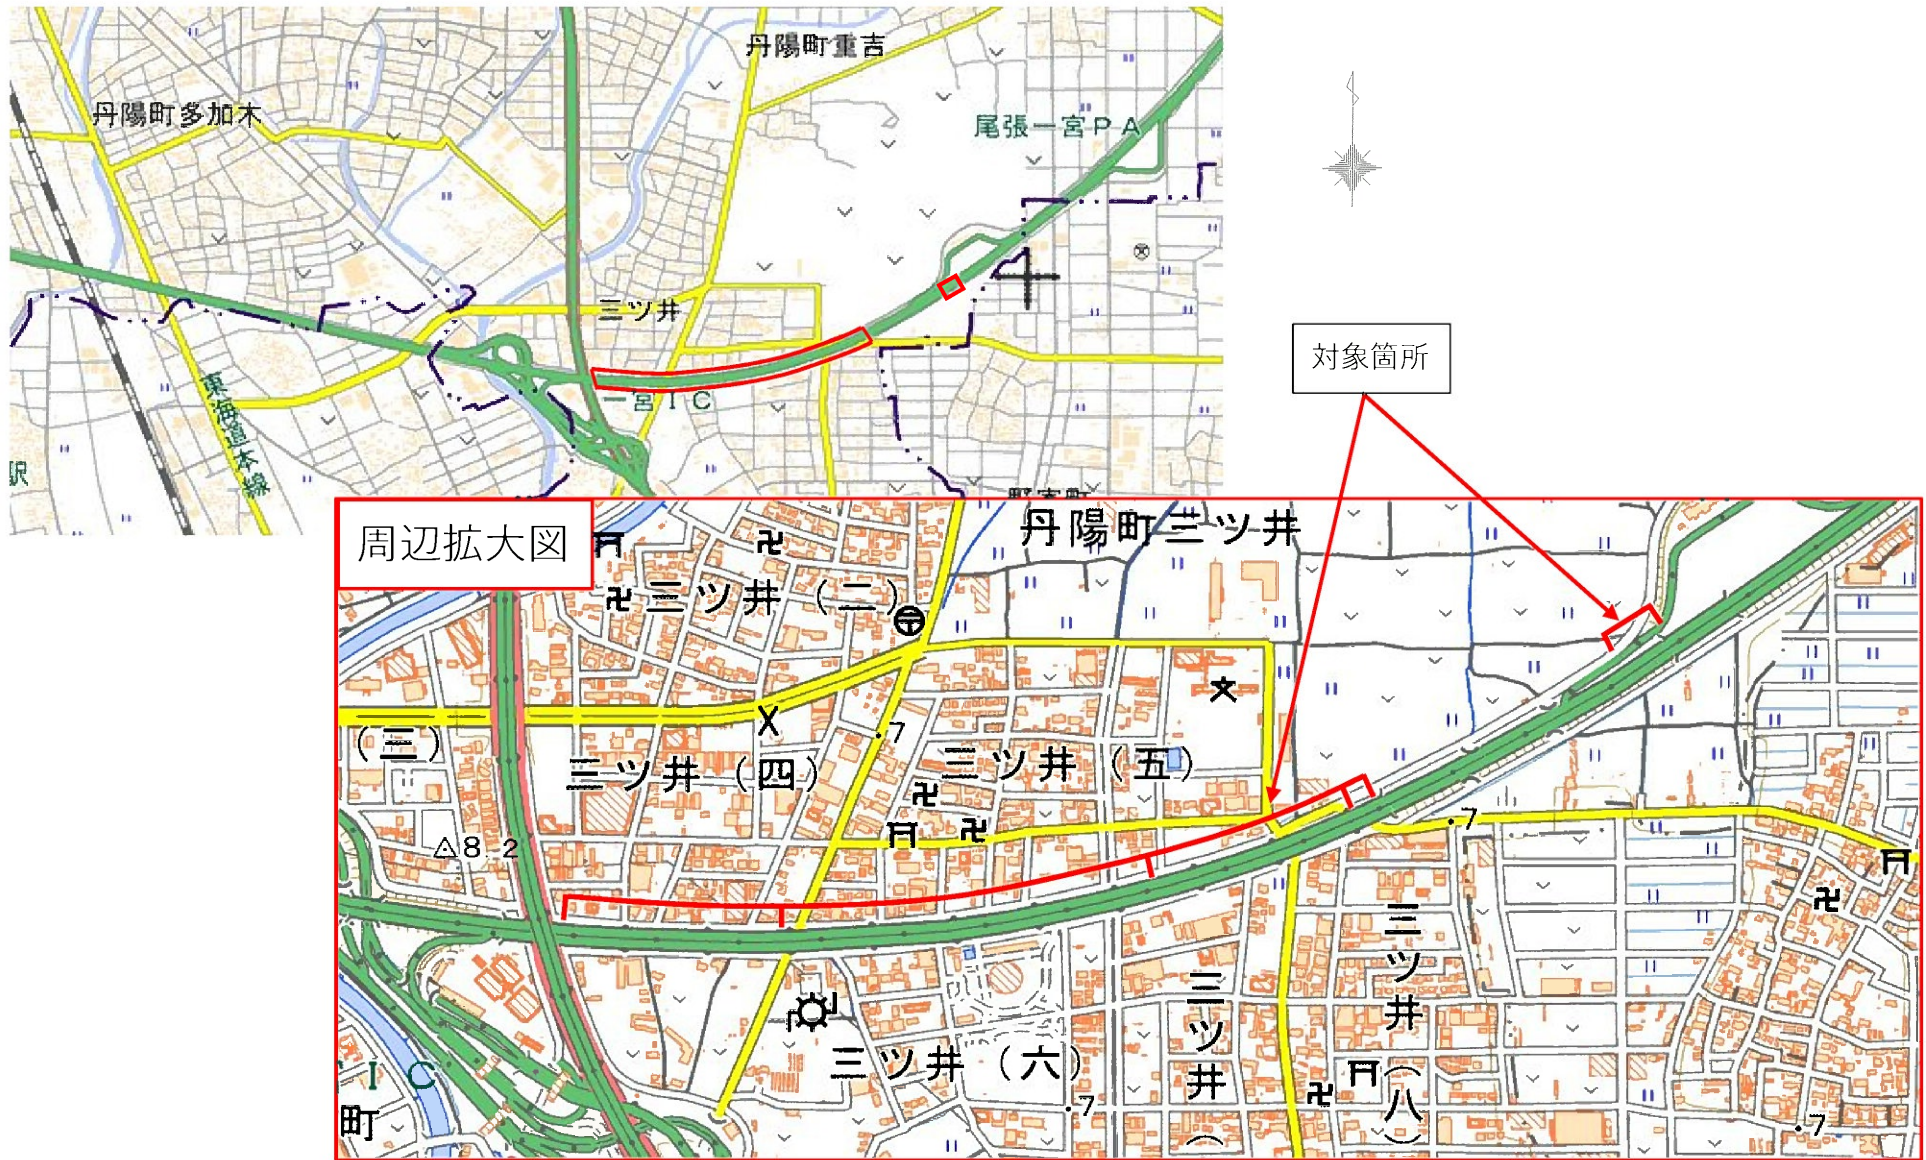 丹陽町重吉
丹陽町多加木
尾張一宮PA
三ツ井
一宮IC
東海道本線
駅
対象箇所
周辺拡大図
丹陽町三ツ井
三ツ井(二)
(三)
三ツ井(四)
.7
三ツ井(五)
8.2
.7
三ツ井(八)
三ツ井(
三ツ井(六)
IC
町
.7
.7